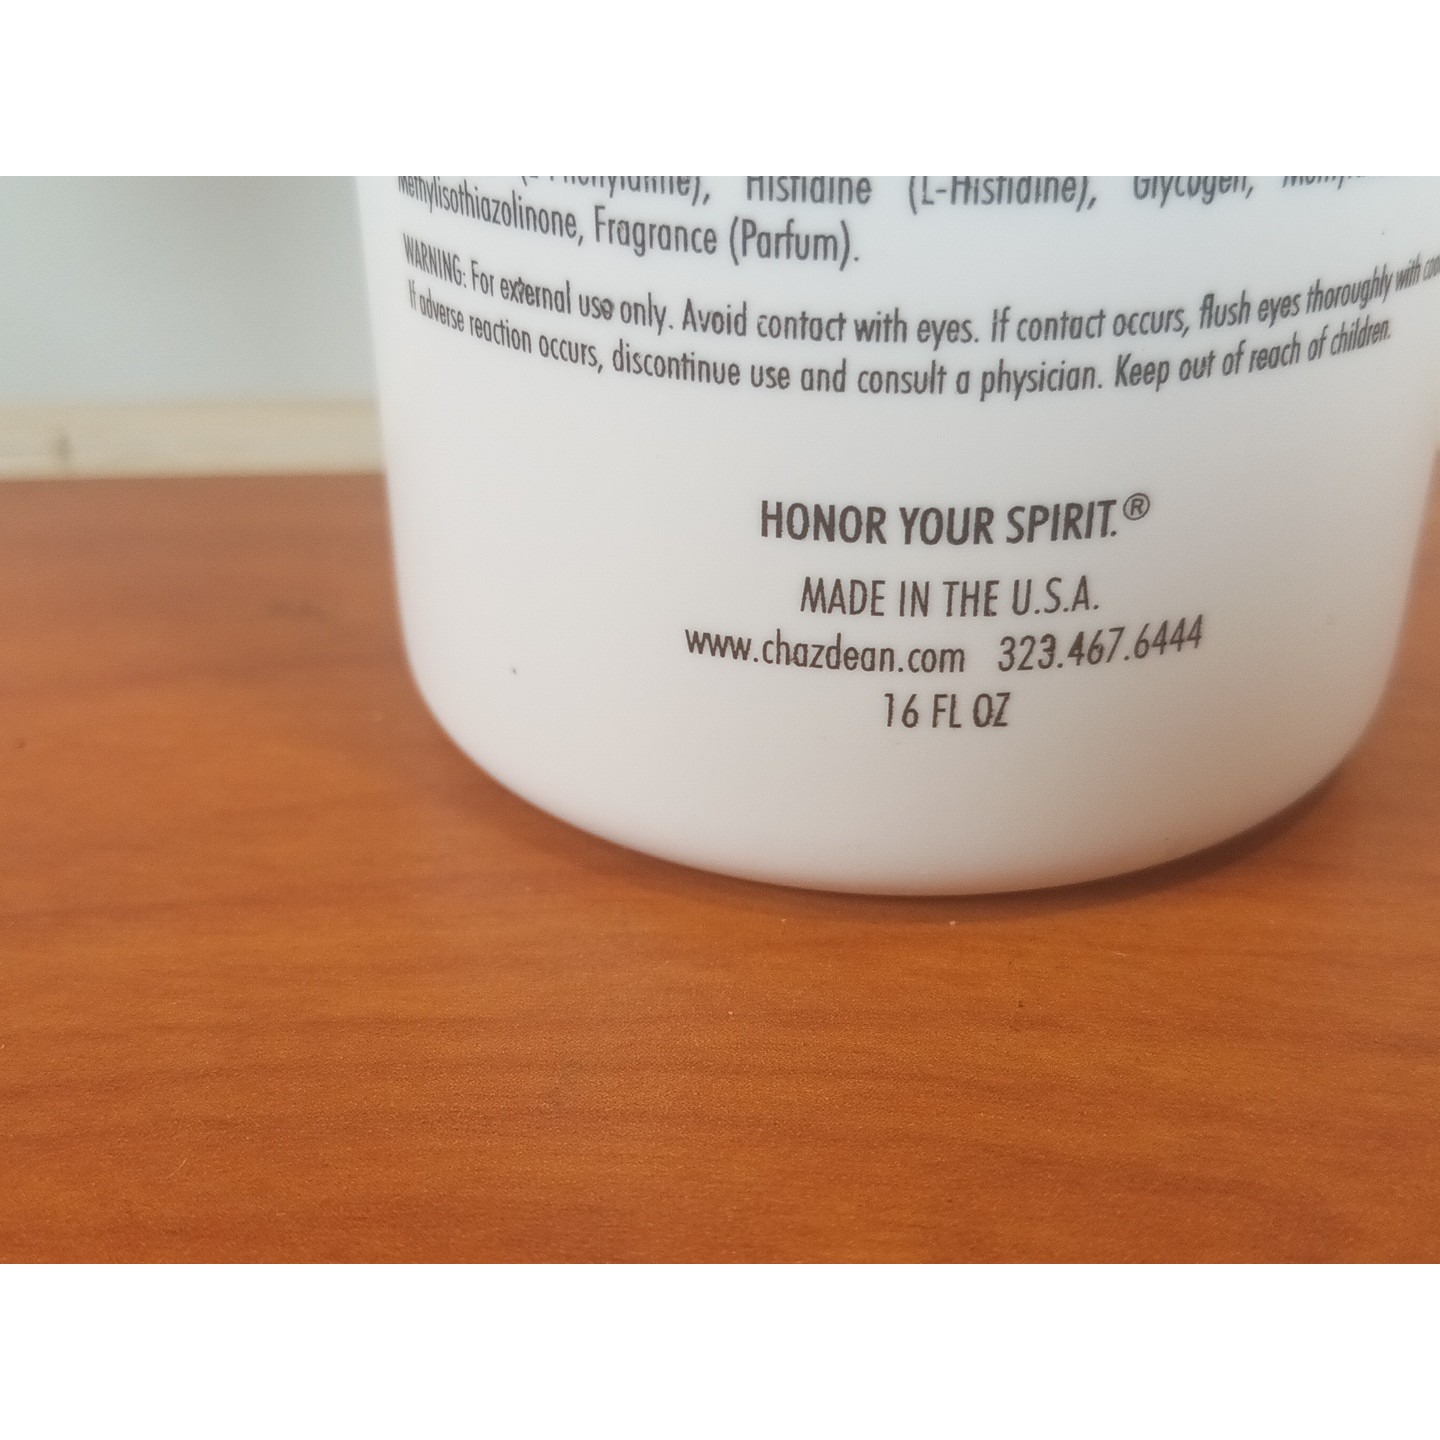 Histidine (L-Histidine), Glycogen,
Methylisothiazolinone, Fragrance (Parfum).
WARNING: For external use only. Avoid contact with eyes. If contact occurs, flush eyes thoroughly with
If adverse reaction occurs, discontinue use and consult a physician. Keep out of reach of children.
HONOR YOUR SPIRIT.®
MADE IN THE U.S.A.
www.chazdean.com 323.467.6444
16 FL OZ